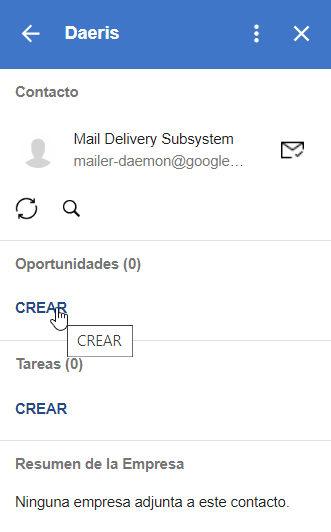 Daeris
Contacto
Mail Delivery Subsystem
mailer-daemon@google...
Oportunidades (0)
CREAR
CREAR
Tareas (0)
CREAR
Resumen de la Empresa
Ninguna empresa adjunta a este contacto.